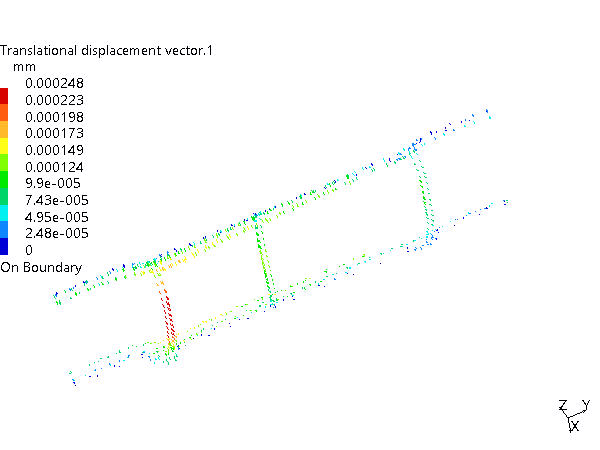 Translational displacement vector.1
mm
0.000248
0.000223
0.000198
0.000173
0.000149
0.000124
9.9e-005
7.43e-005
4.95e-005
2.48e-005
0
On Boundary
Z Y
X